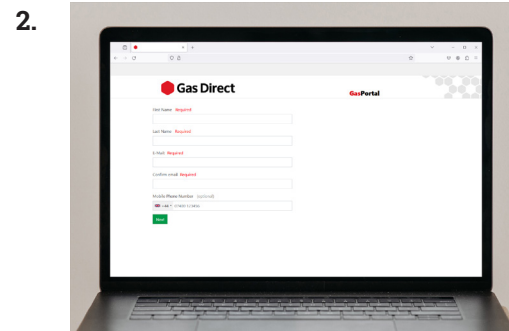 2.
Gas Direct
GasPortal
First Name Required
Last Name Required
E-Mail Required
Confirm email Required
Mobile Phone Number (optional)
+44
Next